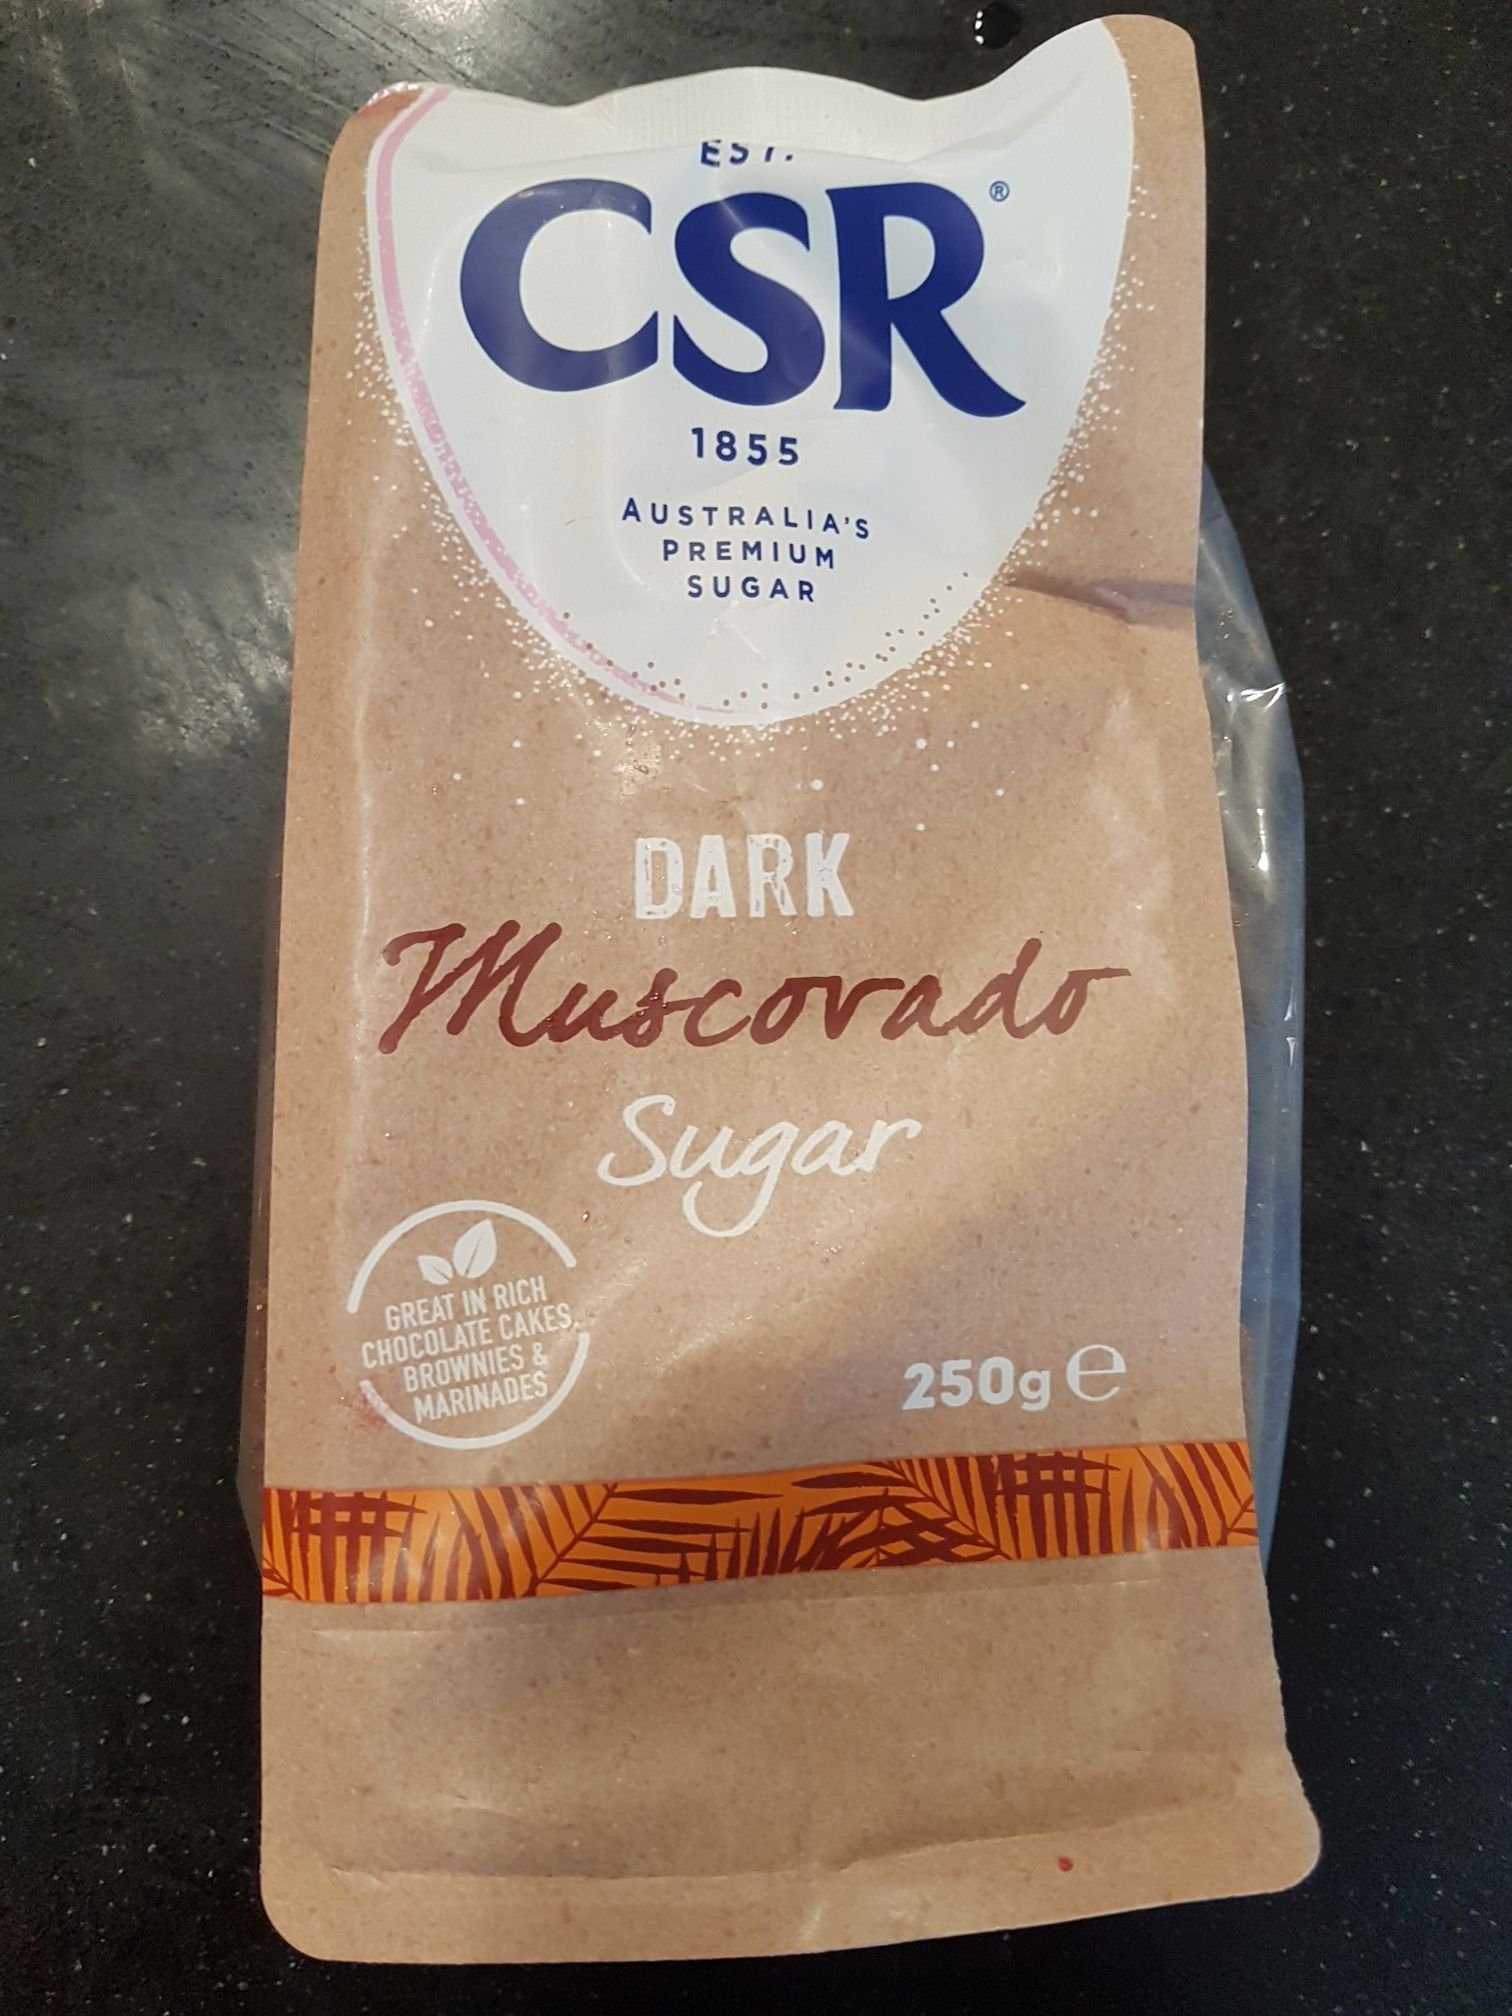 EST.
CSR®
1855
AUSTRALIA'S
PREMIUM
SUGAR
DARK
Muscovado
Sugar
GREAT IN RICH
CHOCOLATE CAKES,
BROWNIES &
MARINADES
250g e